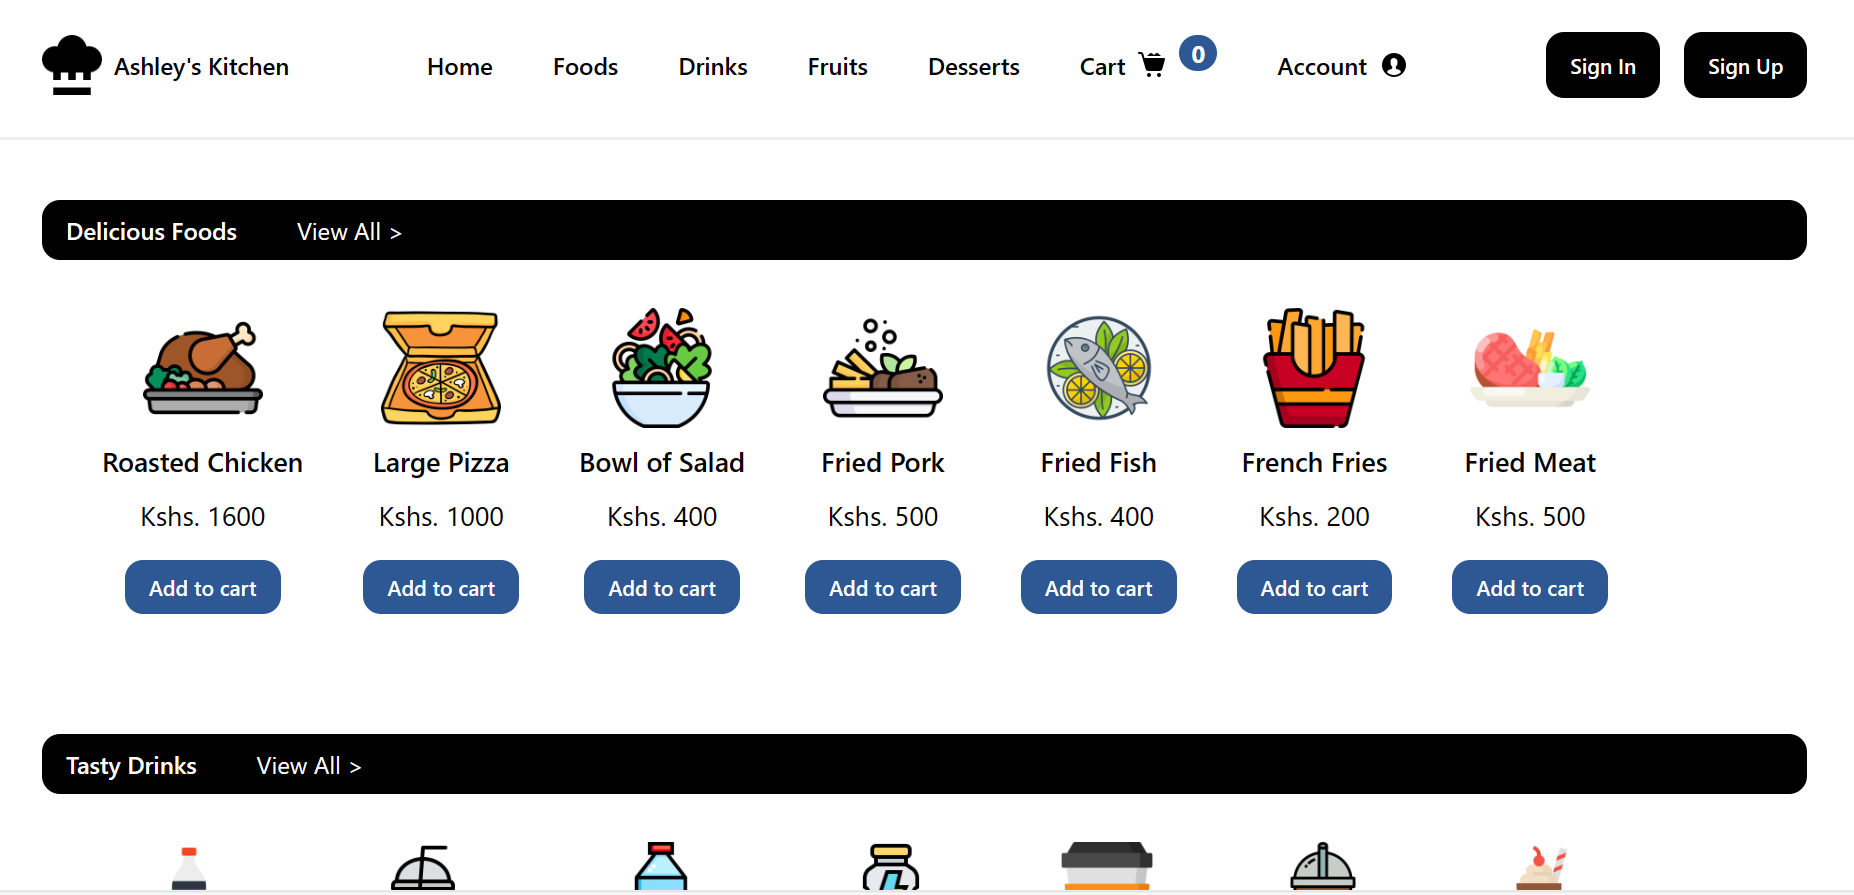 Ashley's Kitchen Home Foods Drinks Fruits Desserts Cart 0 Account Sign In Sign Up
Delicious Foods View All >
Roasted Chicken Large Pizza Bowl of Salad Fried Pork Fried Fish French Fries Fried Meat
Kshs. 1600 Kshs. 1000 Kshs. 400 Kshs. 500 Kshs. 400 Kshs. 200 Kshs. 500
Add to cart Add to cart Add to cart Add to cart Add to cart Add to cart Add to cart
Tasty Drinks View All >